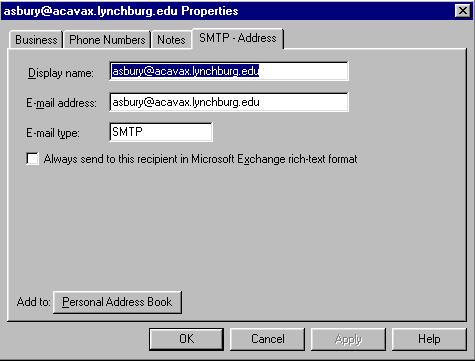 asbury@acavax.lynchburg.edu Properties
Business Phone Numbers Notes SMTP - Address
Display name: asbury@acavax.lynchburg.edu
E-mail address: asbury@acavax.lynchburg.edu
E-mail type: SMTP
Always send to this recipient in Microsoft Exchange rich-text format
Add to: Personal Address Book
OK Cancel Apply Help